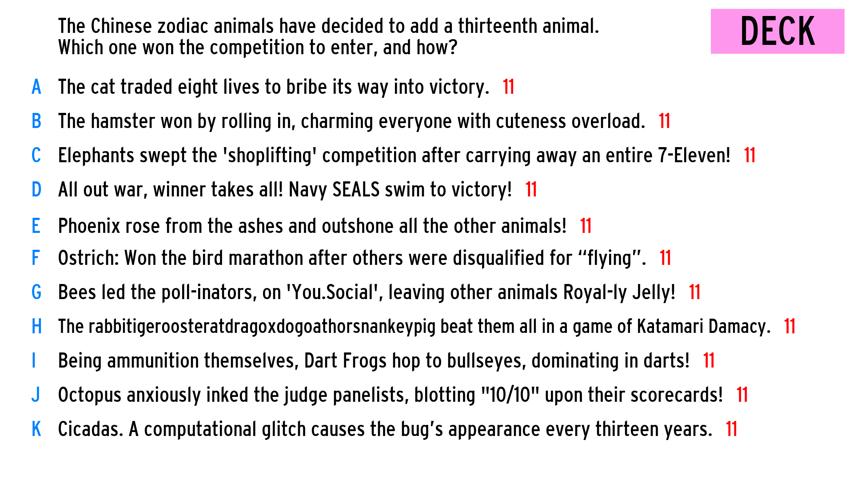 The Chinese zodiac animals have decided to add a thirteenth animal.
Which one won the competition to enter, and how?
DECK
A The cat traded eight lives to bribe its way into victory. 11
B The hamster won by rolling in, charming everyone with cuteness overload. 11
C Elephants swept the 'shoplifting' competition after carrying away an entire 7-Eleven! 11
D All out war, winner takes all! Navy SEALS swim to victory! 11
E Phoenix rose from the ashes and outshone all the other animals! 11
F Ostrich: Won the bird marathon after others were disqualified for “flying”. 11
G Bees led the poll-inators, on 'You.Social', leaving other animals Royal-ly Jelly! 11
H The rabbitigeroosteratdragoxdogoathorsnankeypig beat them all in a game of Katamari Damacy. 11
I Being ammunition themselves, Dart Frogs hop to bullseyes, dominating in darts! 11
J Octopus anxiously inked the judge panelists, blotting "10/10" upon their scorecards! 11
K Cicadas. A computational glitch causes the bug’s appearance every thirteen years. 11